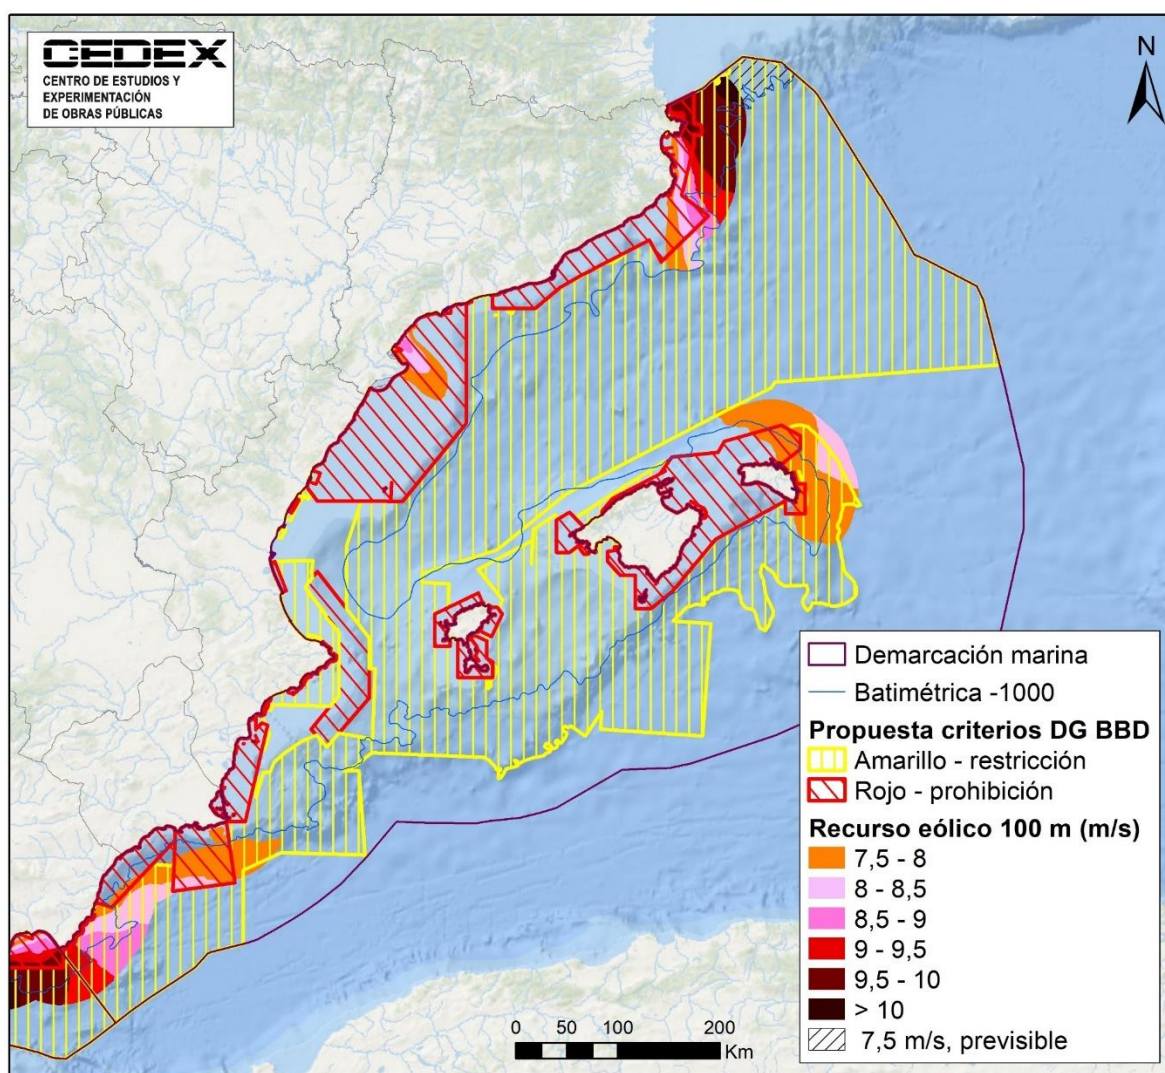 CEDEX
CENTRO DE ESTUDIOS Y
EXPERIMENTACIÓN
DE OBRAS PÚBLICAS
N
Demarcación marina
Batimétrica -1000
Propuesta criterios DG BBD
Amarillo - restricción
Rojo - prohibición
Recurso eólico 100 m (m/s)
7,5 - 8
8 - 8,5
8,5 - 9
9 - 9,5
9,5 - 10
> 10
7,5 m/s, previsible
0 50 100 200
Km